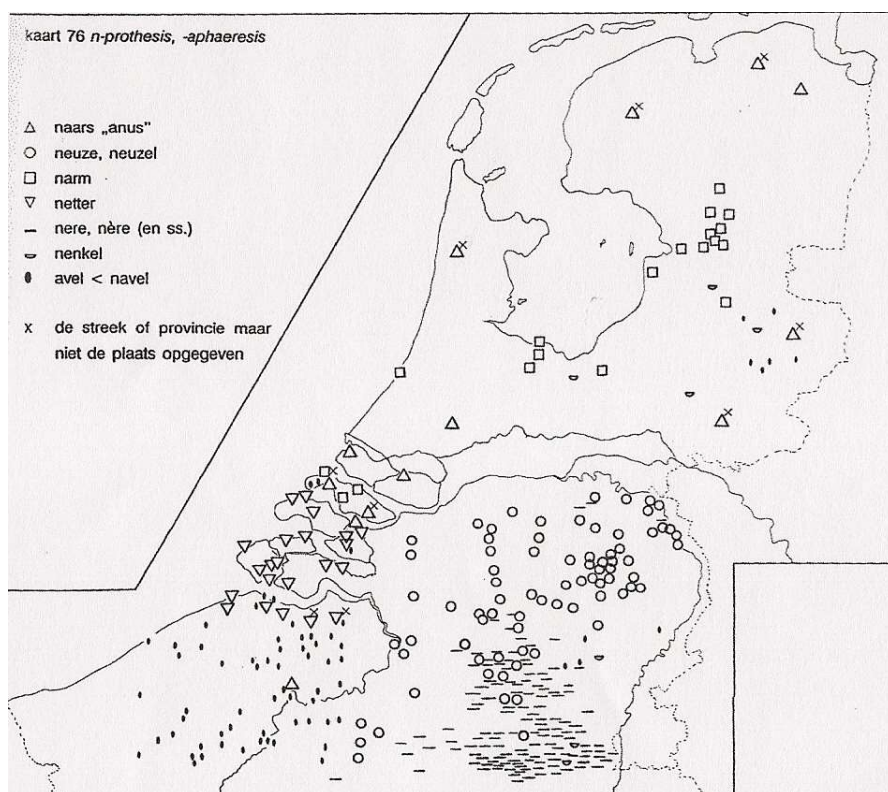 kaart 76 n-prothesis, -aphaeresis
naars „anus”
neuze, neuzel
narm
netter
nere, nère (en ss.)
nenkel
avel < navel
x de streek of provincie maar
niet de plaats opgegeven